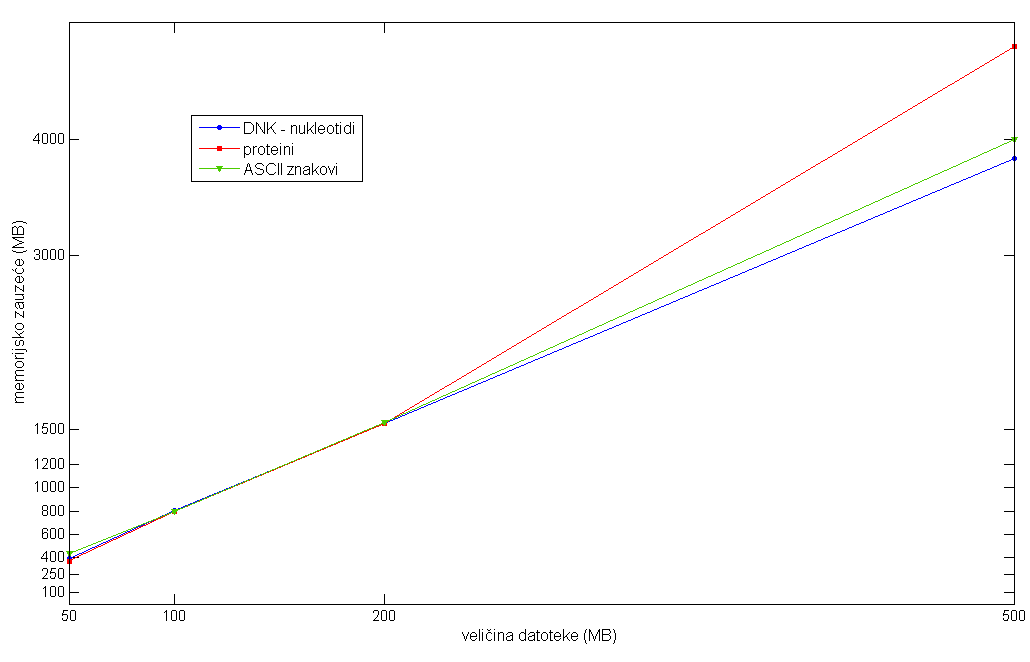 DNK - nukleotidi
proteini
ASCII znakovi
memorijsko zauzeće (MB)
4000
3000
1500
1200
1000
800
600
400
250
100
50 100 200 500
veličina datoteke (MB)